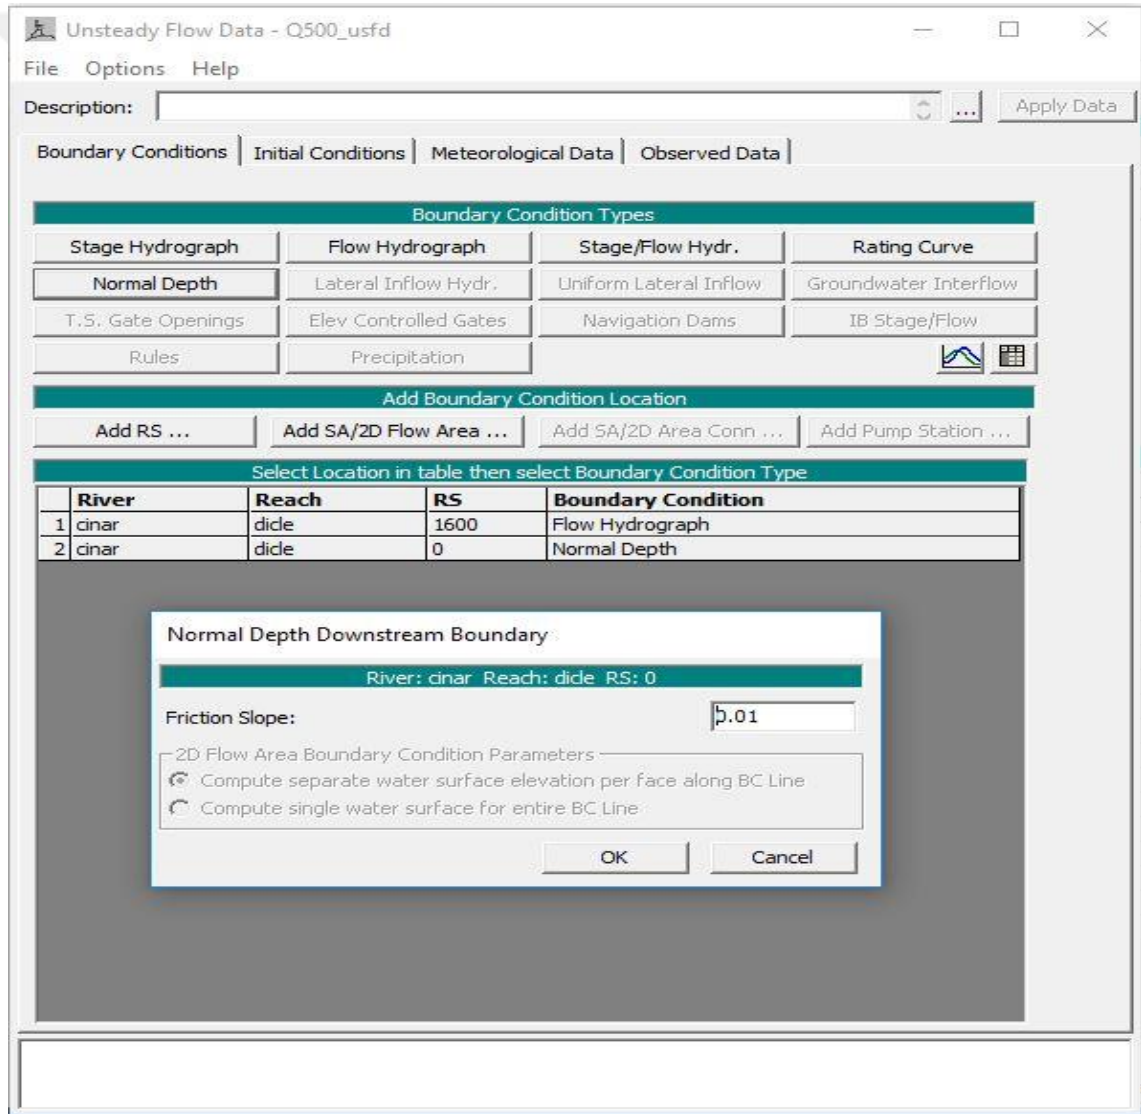 Unsteady Flow Data - Q500_usfd
File Options Help
Description: ... Apply Data
Boundary Conditions Initial Conditions Meteorological Data Observed Data
Boundary Condition Types
Stage Hydrograph Flow Hydrograph Stage/Flow Hydr. Rating Curve
Normal Depth Lateral Inflow Hydr. Uniform Lateral Inflow Groundwater Interflow
T.S. Gate Openings Elev Controlled Gates Navigation Dams IB Stage/Flow
Rules Precipitation
Add Boundary Condition Location
Add RS ... Add SA/2D Flow Area ... Add SA/2D Area Conn ... Add Pump Station ...
Select Location in table then select Boundary Condition Type
River Reach RS Boundary Condition
1 cinar dicle 1600 Flow Hydrograph
2 cinar dicle 0 Normal Depth
Normal Depth Downstream Boundary
River: cinar Reach: dicle RS: 0
Friction Slope: 0.01
2D Flow Area Boundary Condition Parameters
Compute separate water surface elevation per face along BC Line
Compute single water surface for entire BC Line
OK Cancel